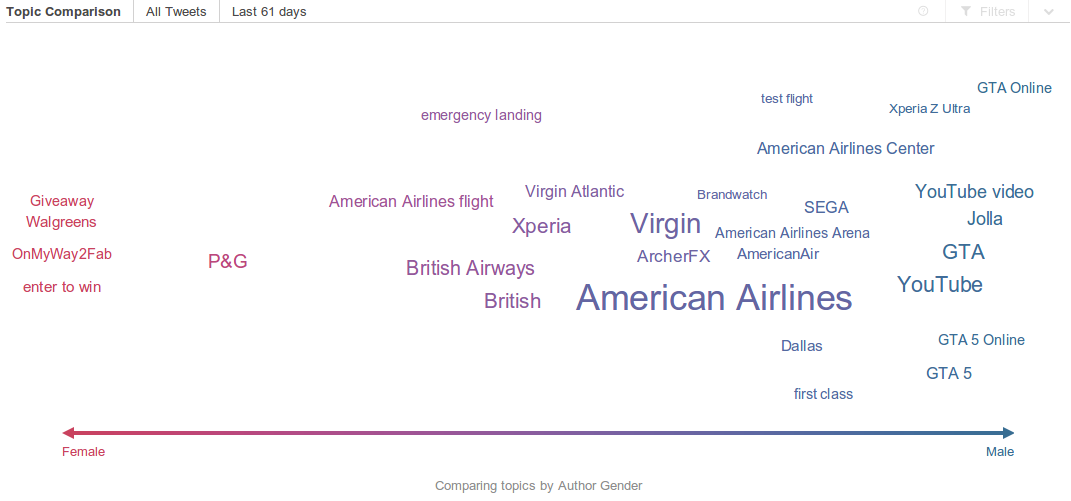 Topic Comparison All Tweets Last 61 days Filters
GTA Online
test flight
Xperia Z Ultra
emergency landing
American Airlines Center
Giveaway
American Airlines flight
Virgin Atlantic
Brandwatch
YouTube video
SEGA
Walgreens
Xperia
Virgin
Jolla
American Airlines Arena
OnMyWay2Fab
P&G
British Airways
ArcherFX
AmericanAir
GTA
enter to win
British
American Airlines
YouTube
Dallas
GTA 5 Online
GTA 5
first class
Female Male
Comparing topics by Author Gender